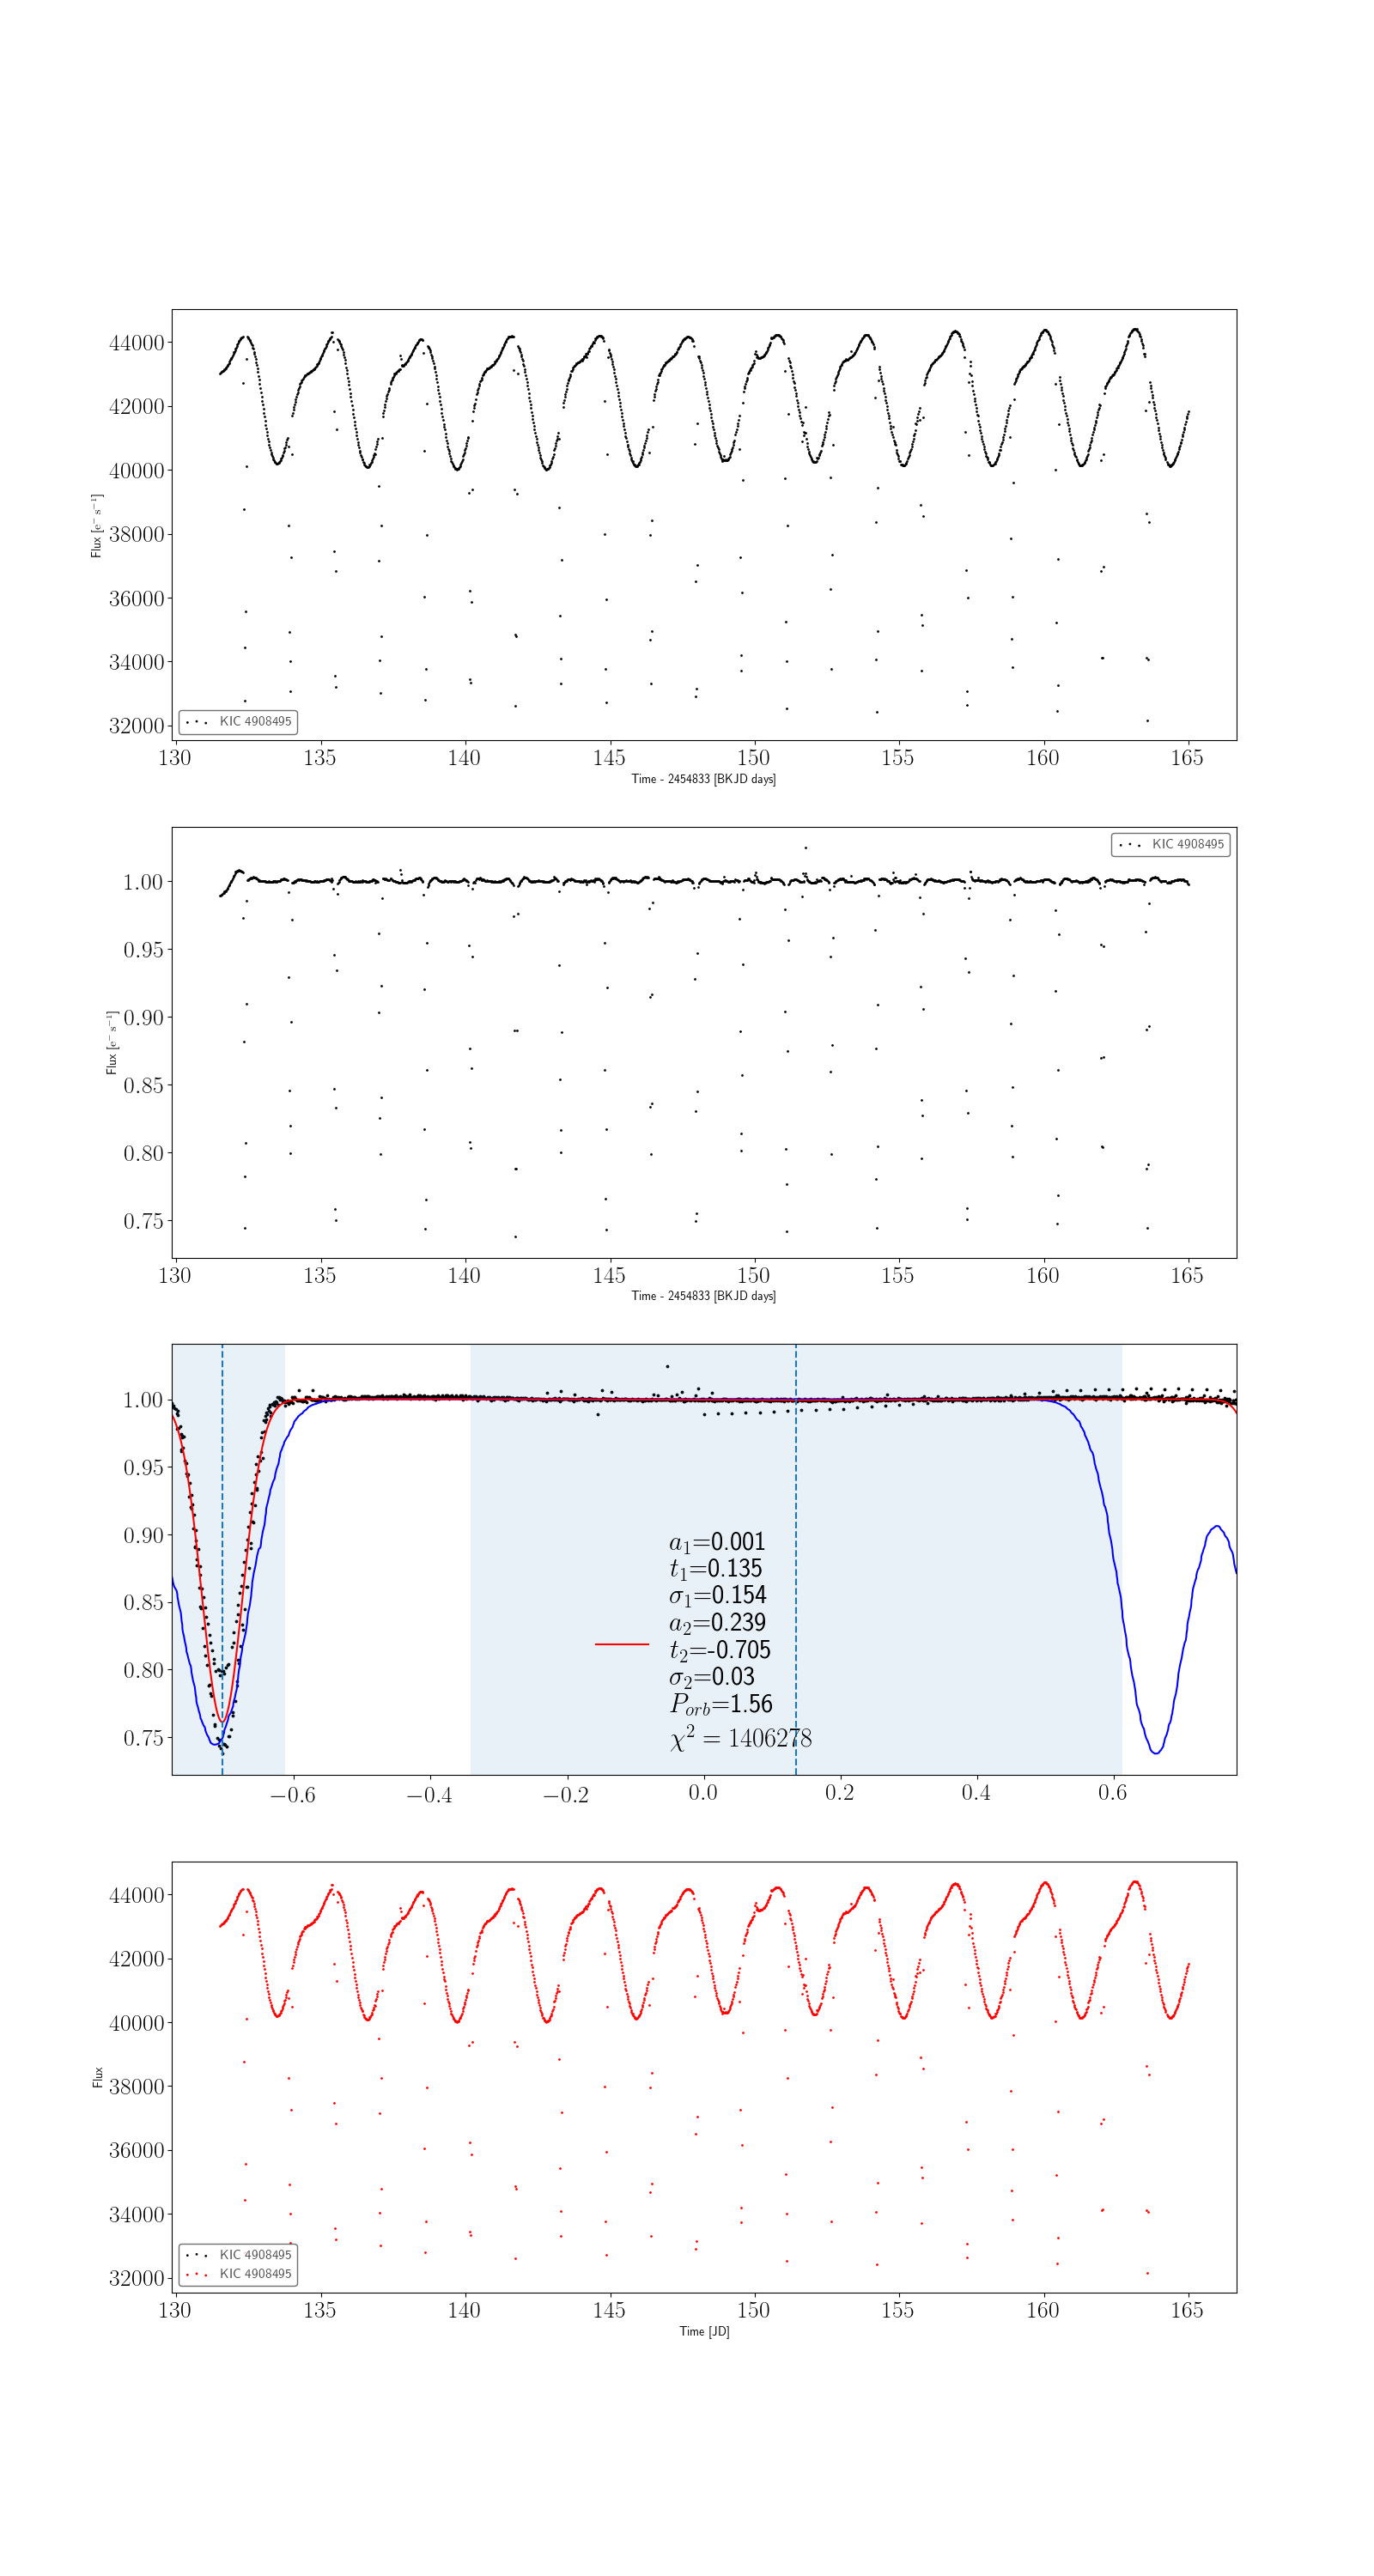 44000
42000
40000
38000
36000
34000
32000
Flux [e⁻ s⁻¹]
KIC 4908495
130 135 140 145 150 155 160 165
Time - 2454833 [BKJD days]
KIC 4908495
1.00
0.95
0.90
0.85
0.80
0.75
Flux [e⁻ s⁻¹]
130 135 140 145 150 155 160 165
Time - 2454833 [BKJD days]
1.00
0.95
0.90
0.85
0.80
0.75
a₁=0.001
t₁=0.135
σ₁=0.154
a₂=0.239
t₂=-0.705
σ₂=0.03
P_orb=1.56
χ² = 1406278
−0.6 −0.4 −0.2 0.0 0.2 0.4 0.6
44000
42000
40000
38000
36000
34000
32000
Flux
KIC 4908495
KIC 4908495
130 135 140 145 150 155 160 165
Time [JD]